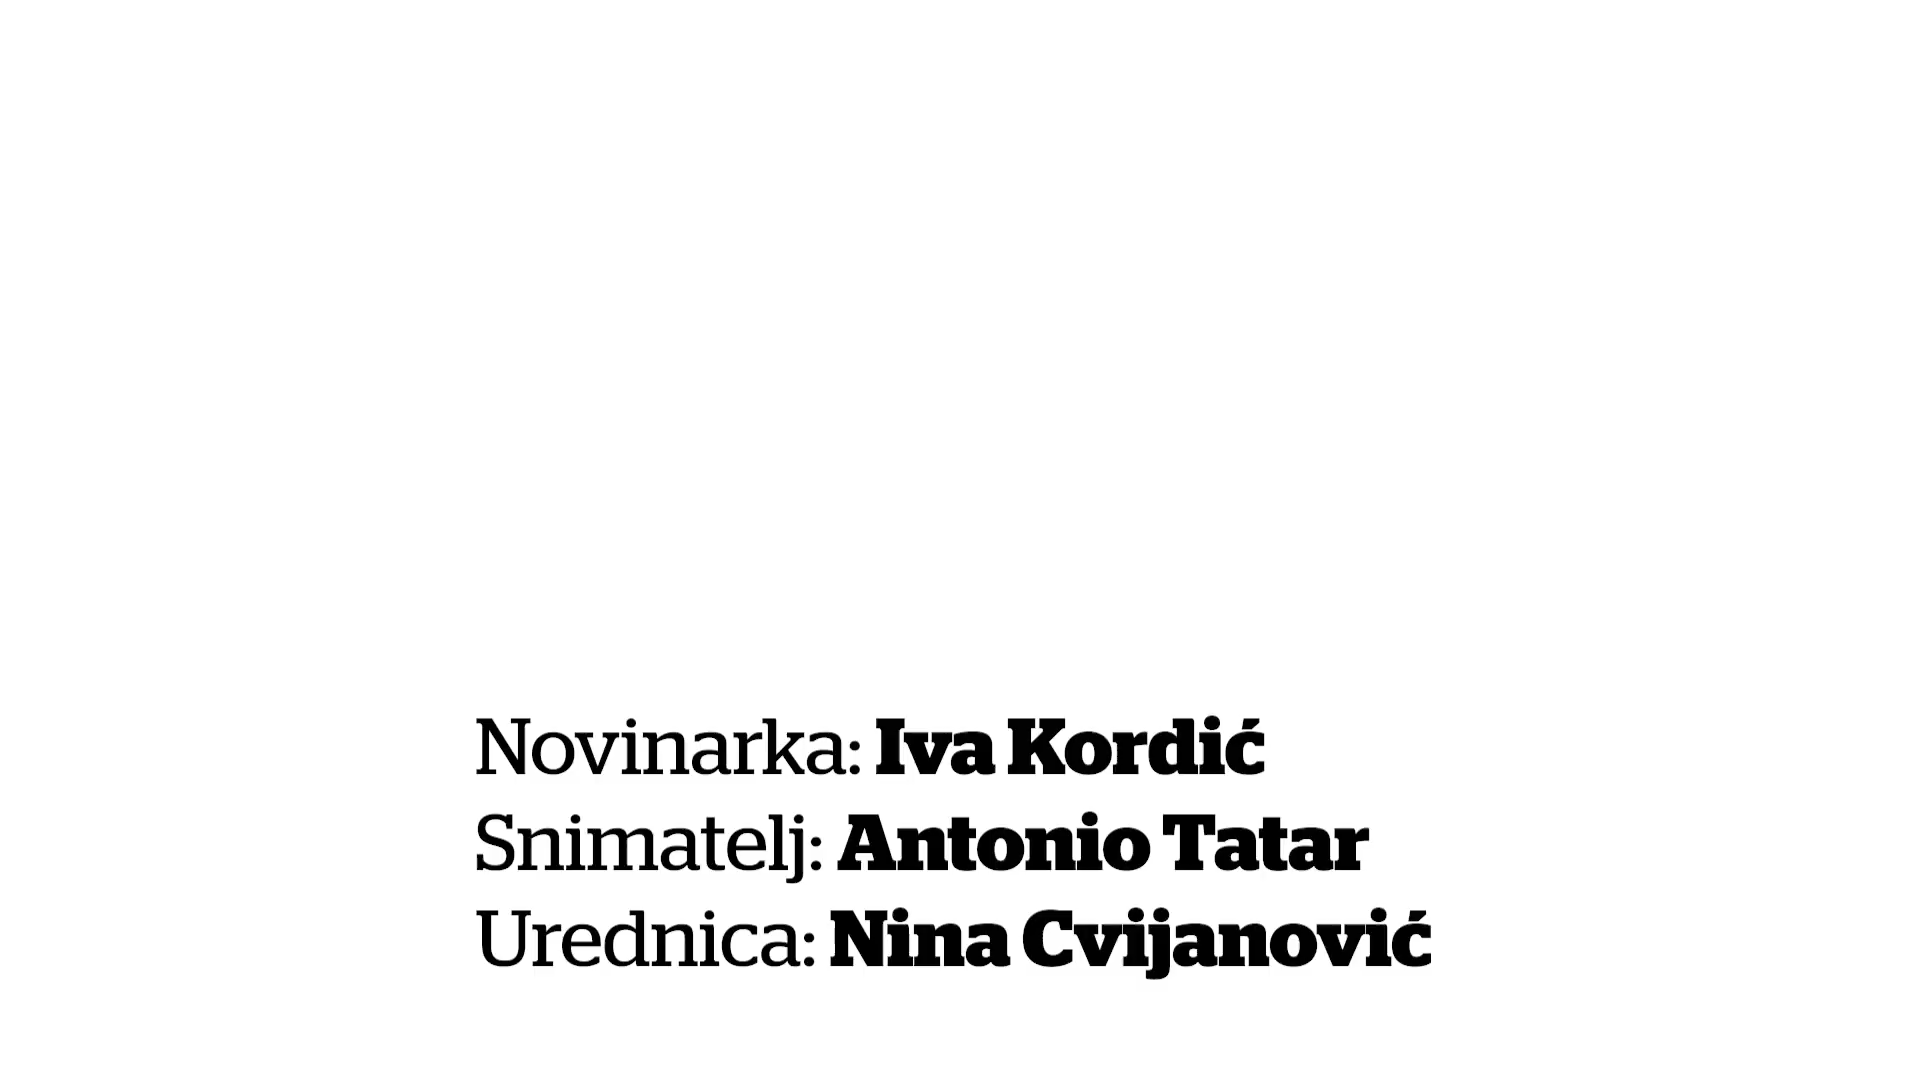 Novinarka: Iva Kordić
Snimatelj: Antonio Tatar
Urednica: Nina Cvijanović